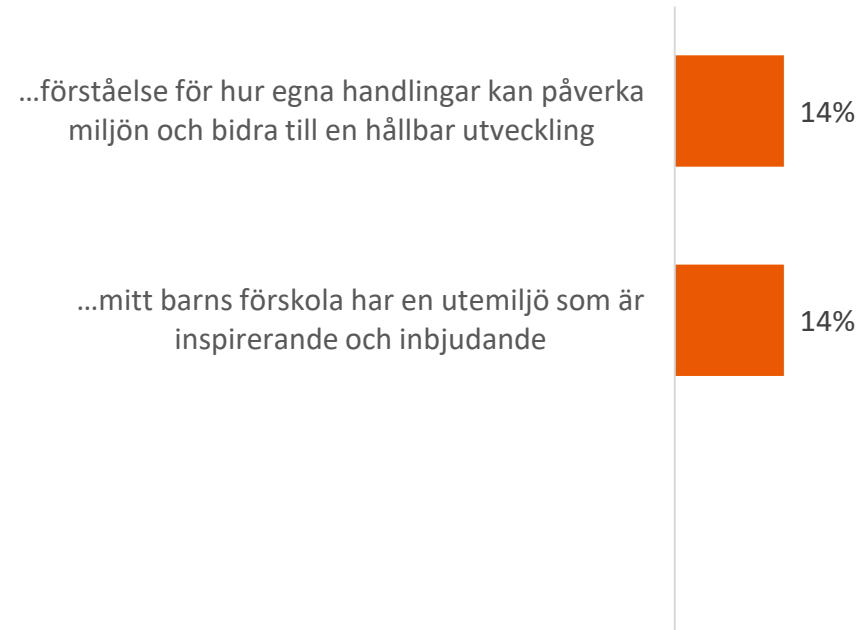 …förståelse för hur egna handlingar kan påverka
miljön och bidra till en hållbar utveckling
14%
…mitt barns förskola har en utemiljö som är
inspirerande och inbjudande
14%